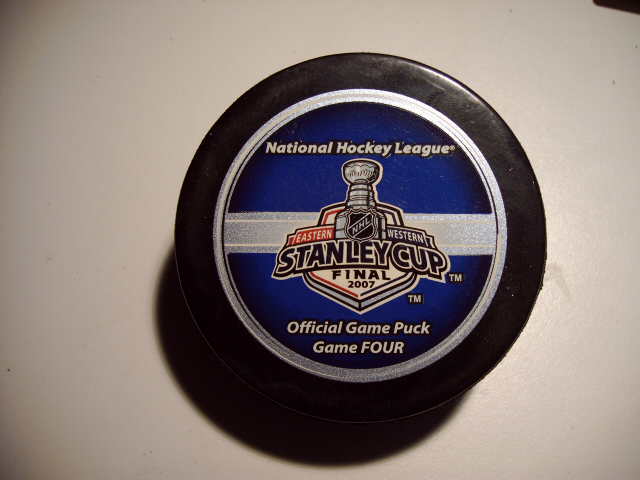 National Hockey League®
NHL
EASTERN WESTERN
STANLEY CUP ™
FINAL
2007
™
Official Game Puck
Game FOUR